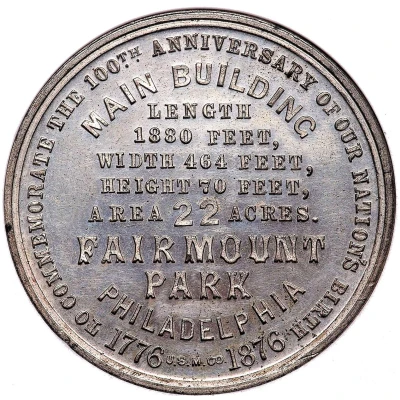 TO COMMEMORATE THE 100TH ANNIVERSARY OF OUR NATION'S BIRTH.
MAIN BUILDING
LENGTH
1880 FEET,
WIDTH 464 FEET,
HEIGHT 70 FEET,
AREA 22 ACRES.
FAIRMOUNT
PARK
PHILADELPHIA
1776 U.S.M.CO 1876